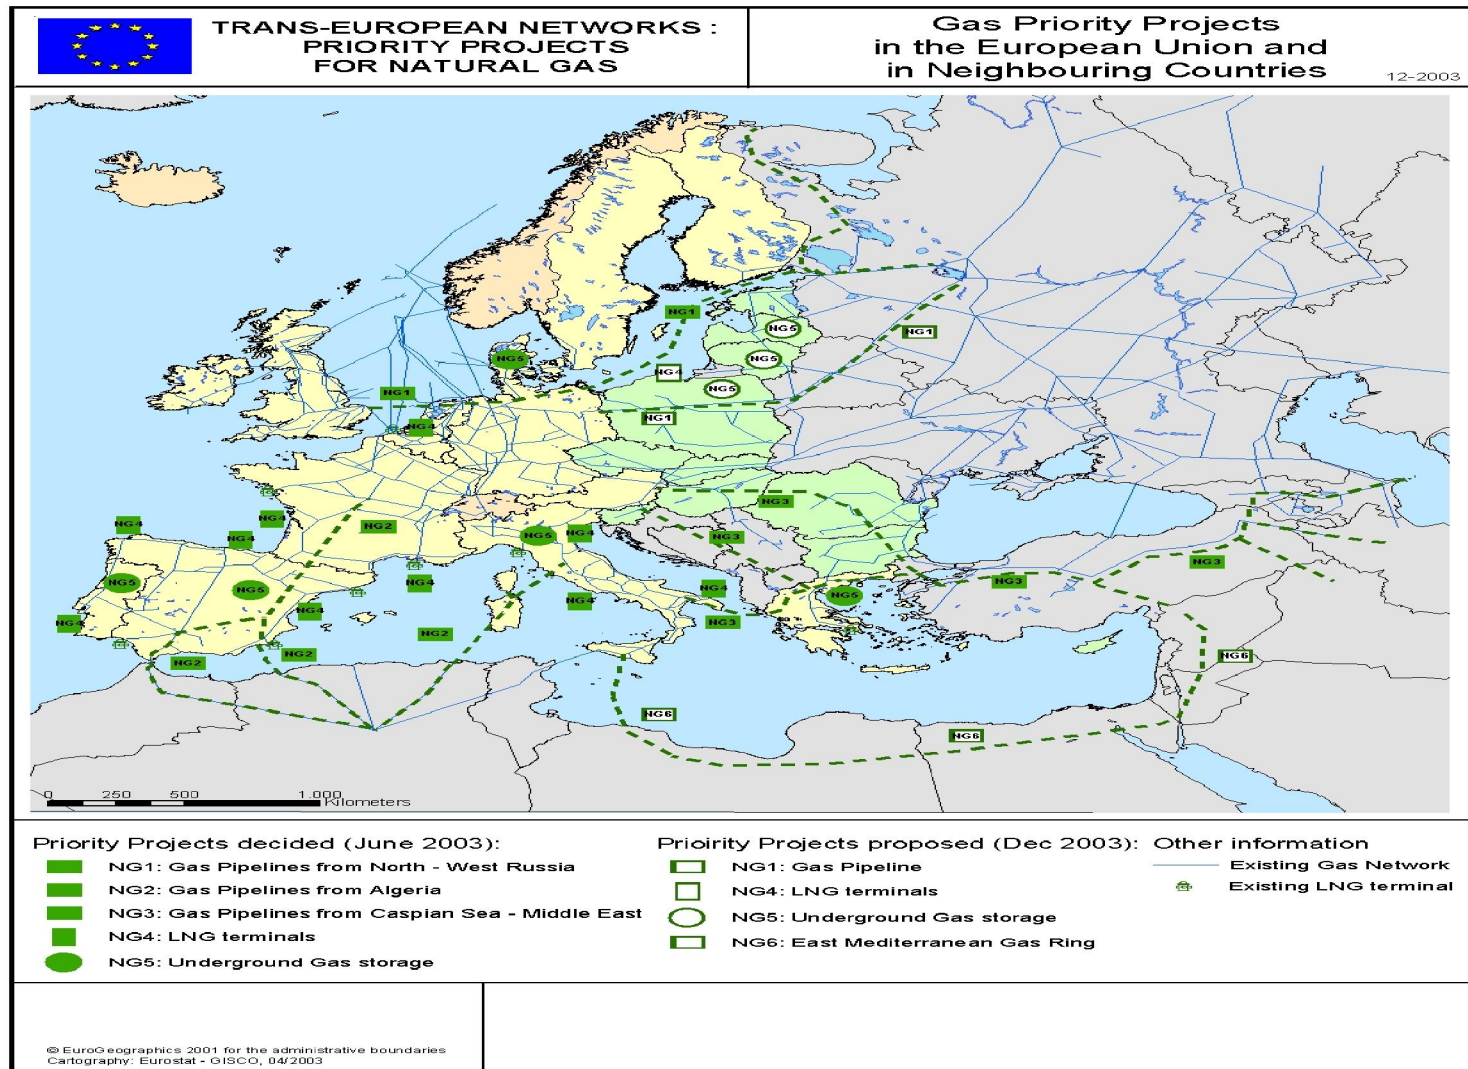 TRANS-EUROPEAN NETWORKS :
PRIORITY PROJECTS
FOR NATURAL GAS
Gas Priority Projects
in the European Union and
in Neighbouring Countries
12-2003
NG1
NG5
NG5
NG1
NG5
NG4
NG5
NG1
NG4
NG1
NG3
NG4
NG4
NG2
NG4
NG5
NG4
NG3
NG3
NG5
NG5
NG4
NG4
NG5
NG3
NG4
NG4
NG4
NG3
NG2
NG2
NG2
NG6
NG6
NG6
0 250 500 1.000
Kilometers
Priority Projects decided (June 2003):
NG1: Gas Pipelines from North - West Russia
NG2: Gas Pipelines from Algeria
NG3: Gas Pipelines from Caspian Sea - Middle East
NG4: LNG terminals
NG5: Underground Gas storage
Prioirity Projects proposed (Dec 2003):
NG1: Gas Pipeline
NG4: LNG terminals
NG5: Underground Gas storage
NG6: East Mediterranean Gas Ring
Other information
Existing Gas Network
Existing LNG terminal
© EuroGeographics 2001 for the administrative boundaries
Cartography: Eurostat - GISCO, 04/2003